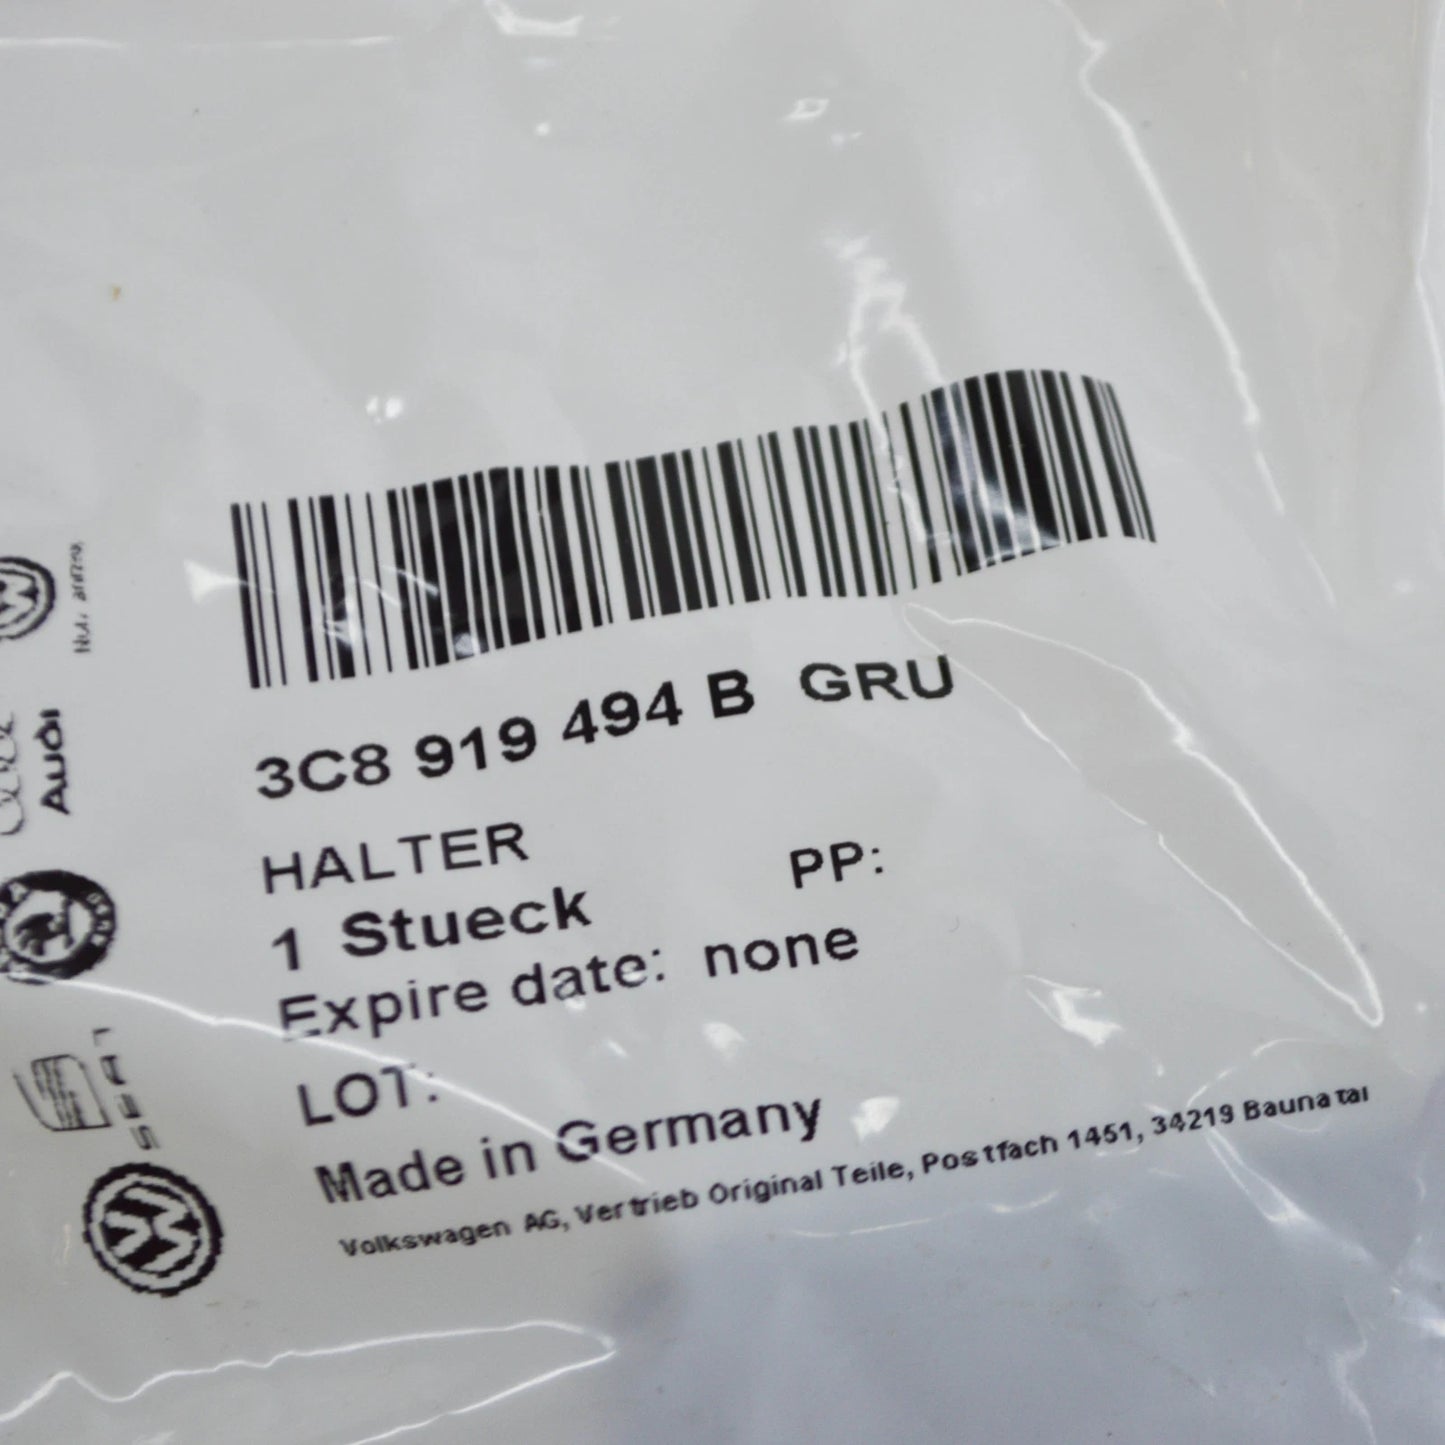 3C8 919 494 B GRU
HALTER
1 Stueck PP:
Expire date: none
LOT:
Made in Germany
Volkswagen AG, Vertrieb Original Teile, Postfach 1451, 34219 Baunatal
Audi
SEAT